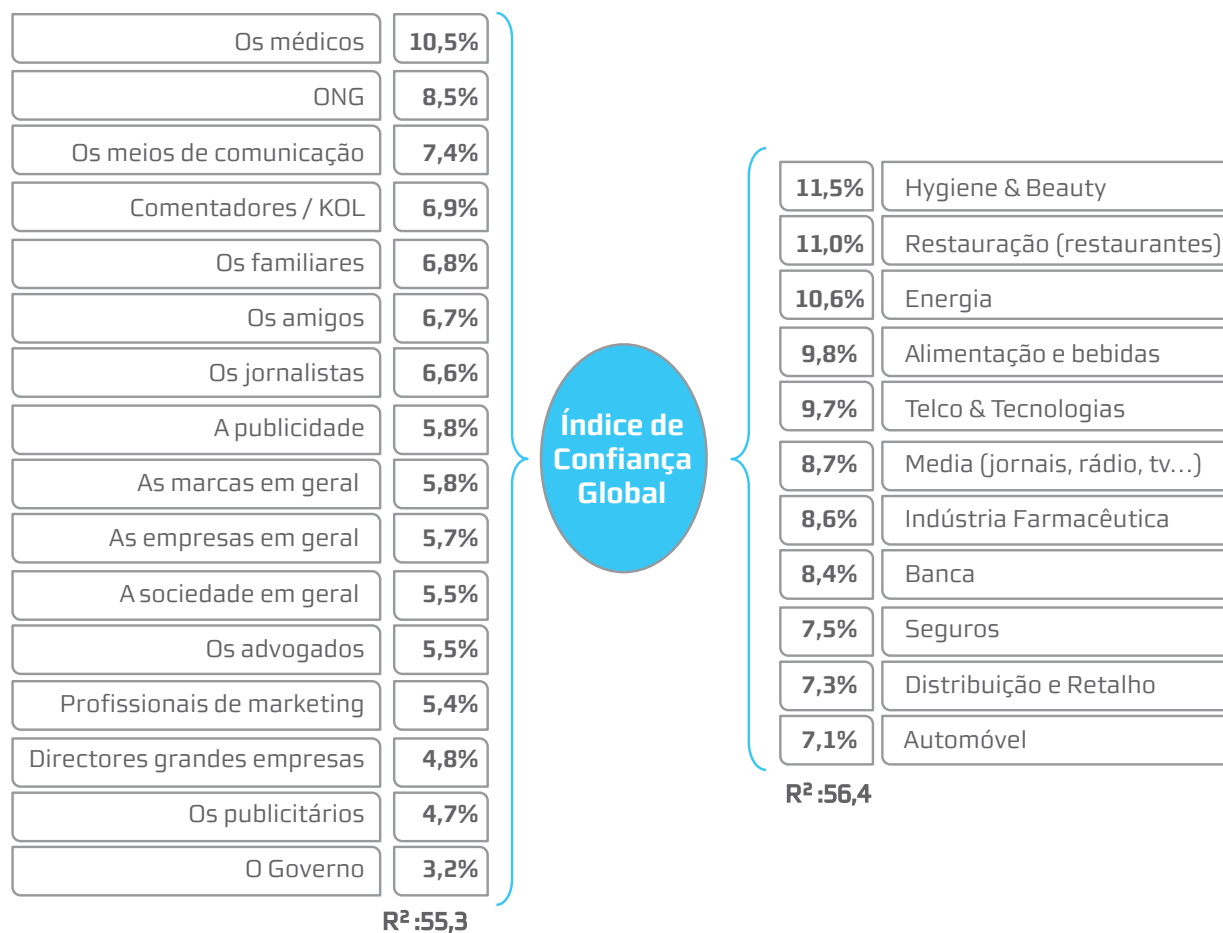 Os médicos 10,5%
ONG 8,5%
Os meios de comunicação 7,4%
Comentadores / KOL 6,9%
Os familiares 6,8%
Os amigos 6,7%
Os jornalistas 6,6%
A publicidade 5,8%
As marcas em geral 5,8%
As empresas em geral 5,7%
A sociedade em geral 5,5%
Os advogados 5,5%
Profissionais de marketing 5,4%
Directores grandes empresas 4,8%
Os publicitários 4,7%
O Governo 3,2%
R² :55,3
Índice de
Confiança
Global
11,5% Hygiene & Beauty
11,0% Restauração (restaurantes)
10,6% Energia
9,8% Alimentação e bebidas
9,7% Telco & Tecnologias
8,7% Media (jornais, rádio, tv...)
8,6% Indústria Farmacêutica
8,4% Banca
7,5% Seguros
7,3% Distribuição e Retalho
7,1% Automóvel
R² :56,4